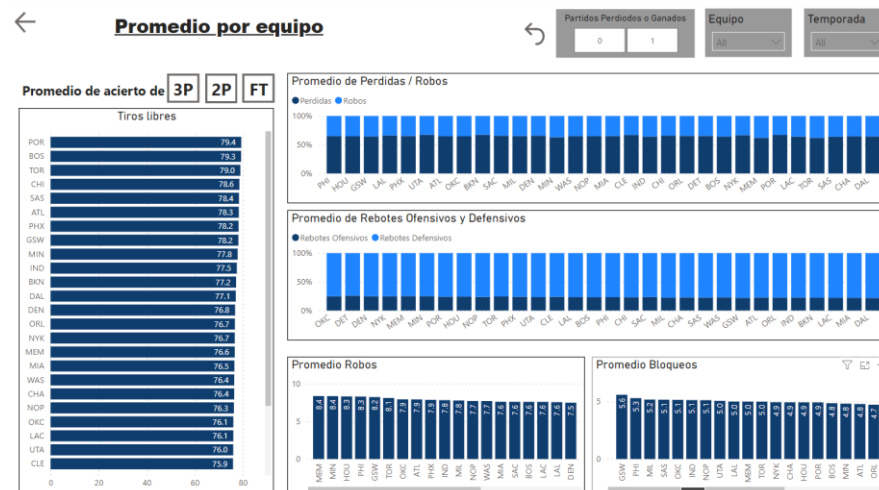 Promedio por equipo
Partidos Perdiodos o Ganados
0 1
Equipo
All
Temporada
All
Promedio de acierto de 3P 2P FT
Tiros libres
POR 79.4
BOS 79.3
TOR 79.0
CHI 78.6
SAS 78.4
ATL 78.3
PHX 78.2
GSW 78.2
MIN 77.8
IND 77.5
BKN 77.2
DAL 77.1
DEN 76.8
ORL 76.7
NYK 76.7
MEM 76.6
MIA 76.5
WAS 76.4
CHA 76.4
NOP 76.3
OKC 76.1
LAC 76.1
UTA 76.0
CLE 75.9
0 20 40 60 80
Promedio de Perdidas / Robos
Perdidas Robos
100%
50%
0%
PHI HOU GSW LAL PHX UTA ATL OKC BKN SAC MIL DEN MIN WAS NOP MIA CLE IND CHI ORL DET BOS NYK MEM POR LAC TOR SAS CHA DAL
Promedio de Rebotes Ofensivos y Defensivos
Rebotes Ofensivos Rebotes Defensivos
100%
50%
0%
OKC DET DEN NYK MEM MIN POR HOU NOP TOR PHX UTA CLE LAL BOS PHI CHI SAC MIL CHA SAS WAS GSW ATL ORL IND BKN LAC MIA DAL
Promedio Robos
10
5
0
8.4 8.4 8.3 8.3 8.2 8.1 7.9 7.9 7.9 7.8 7.8 7.7 7.7 7.6 7.6 7.6 7.6 7.6 7.5
MEM MIN HOU PHI GSW TOR OKC ATL PHX IND MIL NOP WAS MIA SAC BOS LAC LAL DEN
Promedio Bloqueos
5
0
5.6 5.3 5.2 5.1 5.1 5.1 5.1 5.0 5.0 5.0 5.0 4.9 4.9 4.9 4.9 4.8 4.8 4.8 4.7
GSW PHI MIL SAS OKC IND NOP UTA LAL MEM TOR NYK CHA HOU POR BOS MIN ATL ORL